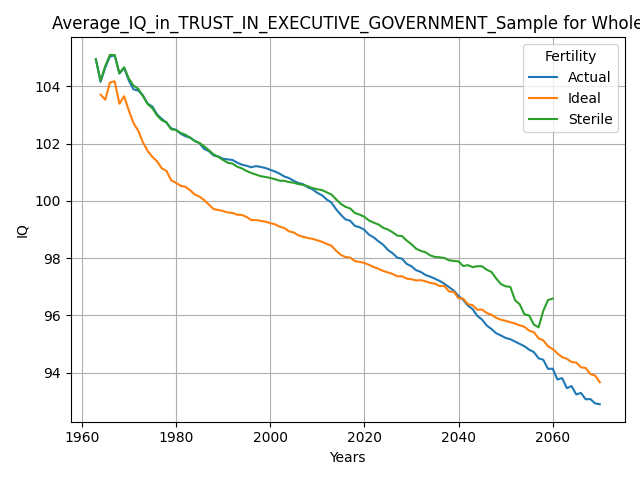 Average_IQ_in_TRUST_IN_EXECUTIVE_GOVERNMENT_Sample for Whole
Fertility
Actual
Ideal
Sterile
104
102
100
98
96
94
IQ
1960
1980
2000
2020
2040
2060
Years